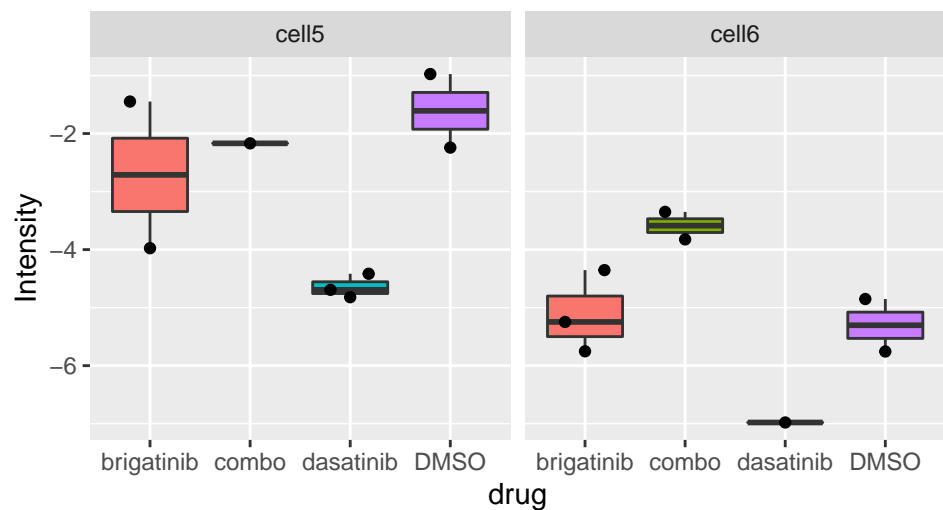 cell5 cell6
Intensity
−2
−4
−6
brigatinib combo dasatinib DMSO brigatinib combo dasatinib DMSO
drug